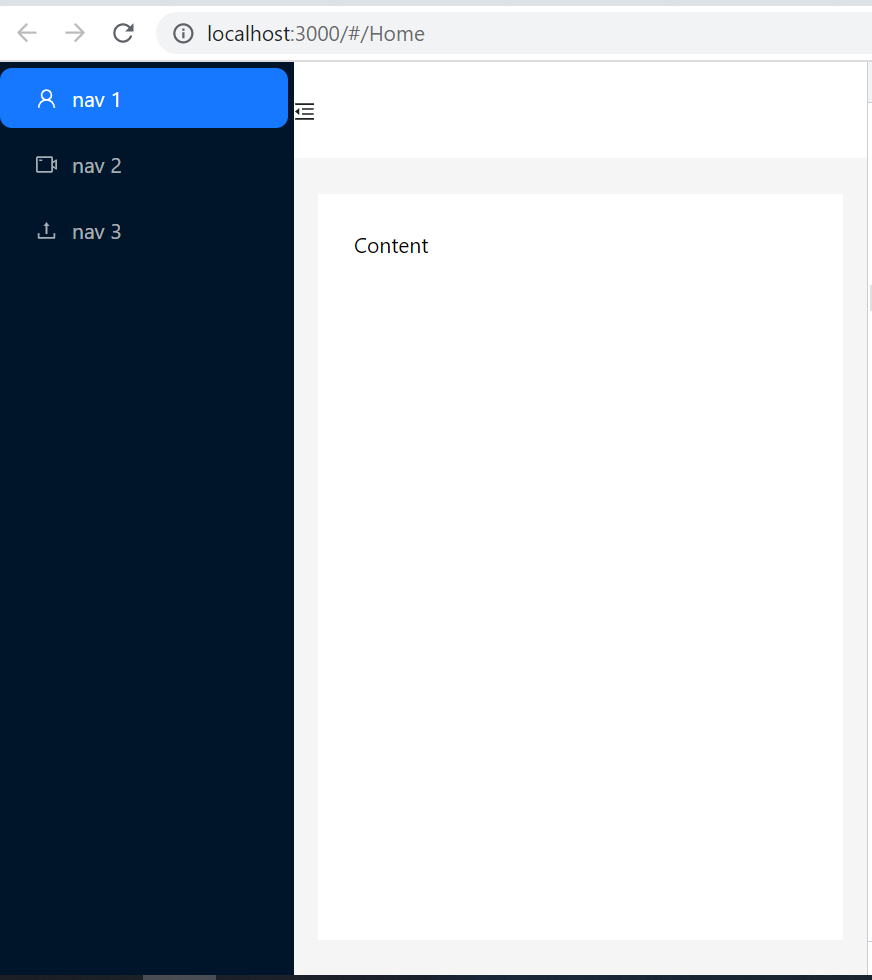 localhost:3000/#/Home
nav 1
nav 2
nav 3
Content